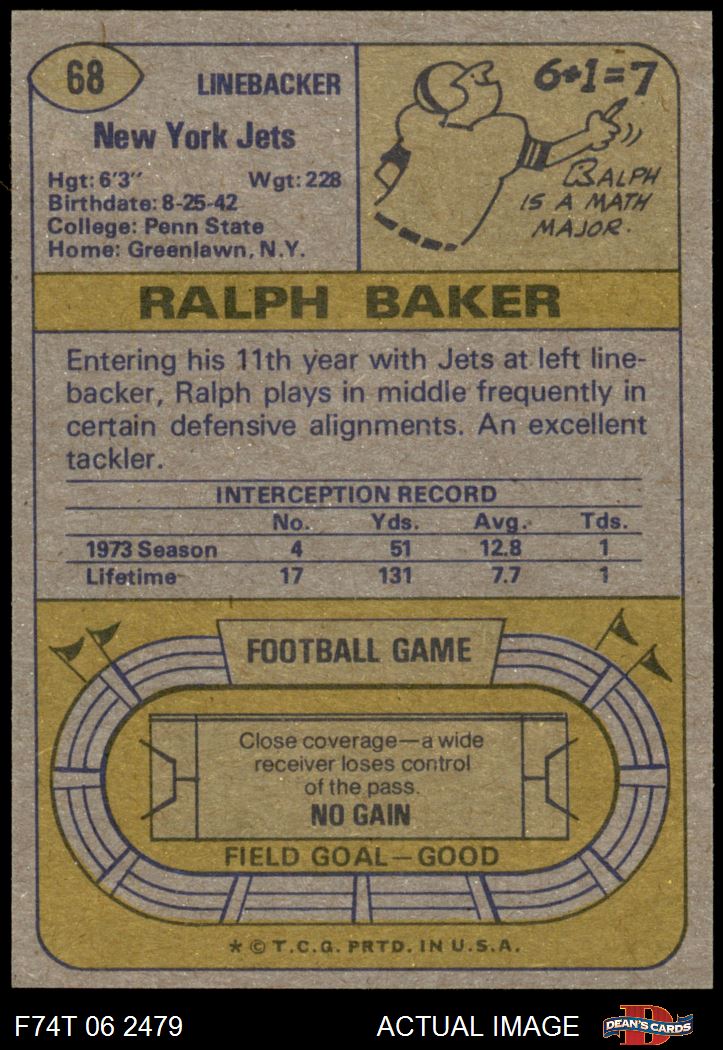 68
LINEBACKER
New York Jets
Hgt: 6'3" Wgt: 228
Birthdate: 8-25-42
College: Penn State
Home: Greenlawn, N.Y.
6+1=7
RALPH
IS A MATH
MAJOR.
RALPH BAKER
Entering his 11th year with Jets at left line-
backer, Ralph plays in middle frequently in
certain defensive alignments. An excellent
tackler.
INTERCEPTION RECORD
No. Yds. Avg. Tds.
1973 Season 4 51 12.8 1
Lifetime 17 131 7.7 1
FOOTBALL GAME
Close coverage—a wide
receiver loses control
of the pass.
NO GAIN
FIELD GOAL—GOOD
* © T.C.G. PRTD. IN U.S.A.
F74T 06 2479 ACTUAL IMAGE
D
DEAN'S CARDS